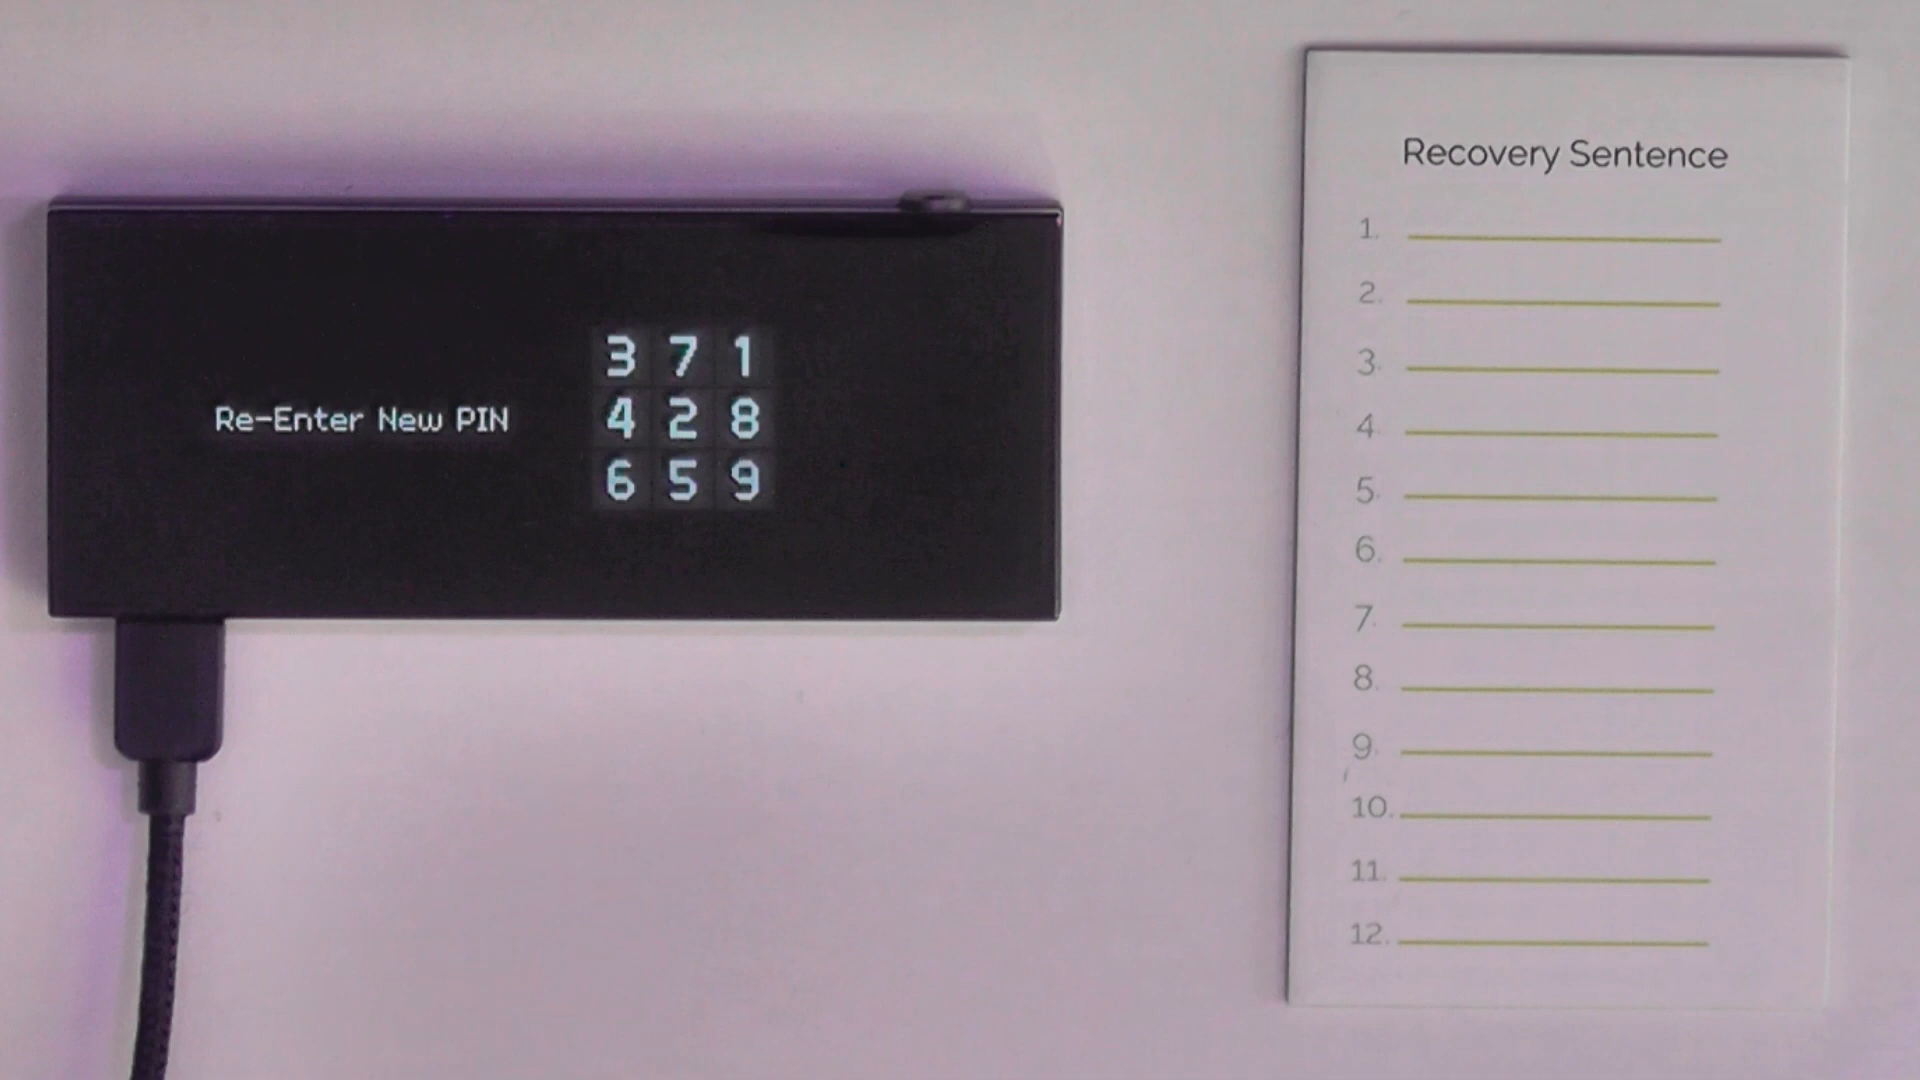 Re-Enter New PIN
3 7 1
4 2 8
6 5 9
Recovery Sentence
1.
2.
3.
4.
5.
6.
7.
8.
9.
10.
11.
12.